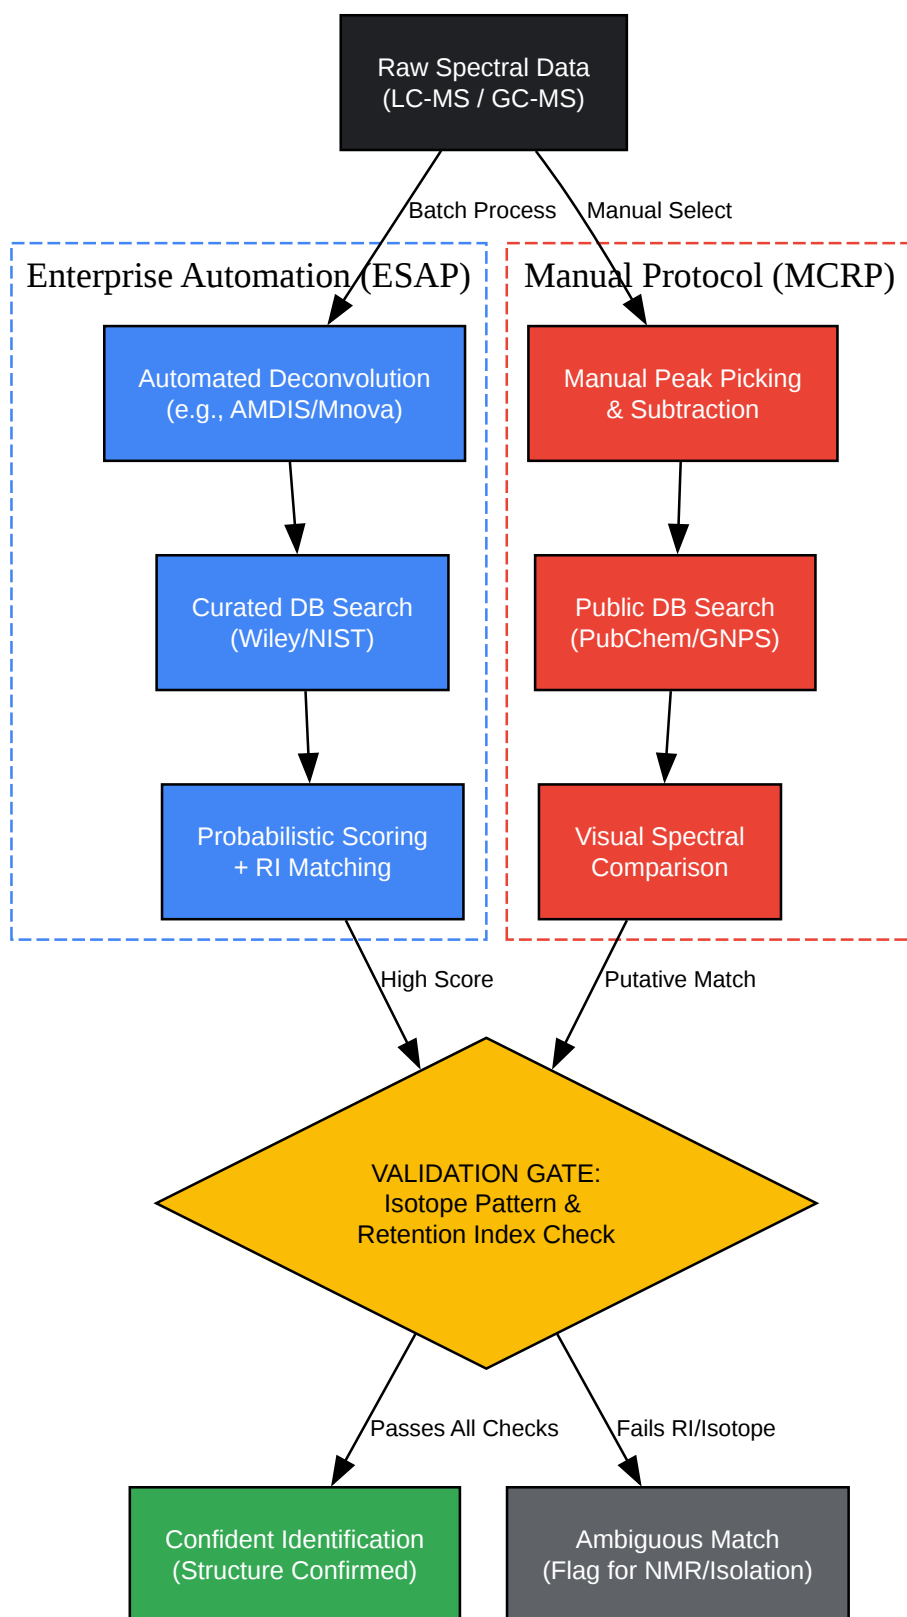 Raw Spectral Data
(LC-MS / GC-MS)
Batch Process
Manual Select
Enterprise Automation (ESAP)
Manual Protocol (MCRP)
Automated Deconvolution
(e.g., AMDIS/Mnova)
Manual Peak Picking
& Subtraction
Curated DB Search
(Wiley/NIST)
Public DB Search
(PubChem/GNPS)
Probabilistic Scoring
+ RI Matching
Visual Spectral
Comparison
High Score
Putative Match
VALIDATION GATE:
Isotope Pattern &
Retention Index Check
Passes All Checks
Fails RI/Isotope
Confident Identification
(Structure Confirmed)
Ambiguous Match
(Flag for NMR/Isolation)